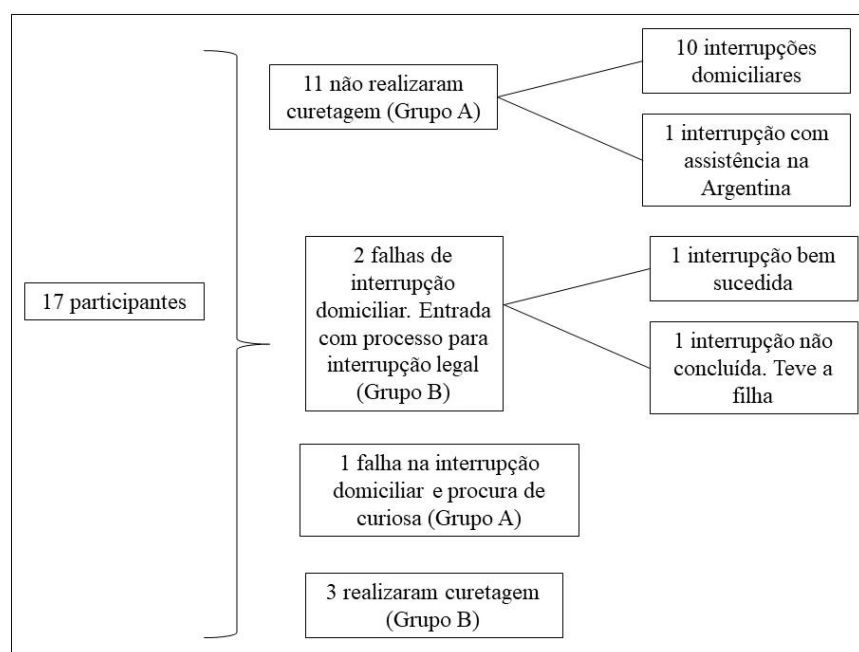 17 participantes
11 não realizaram
curetagem (Grupo A)
10 interrupções
domiciliares
1 interrupção com
assistência na
Argentina
2 falhas de
interrupção
domiciliar. Entrada
com processo para
interrupção legal
(Grupo B)
1 interrupção bem
sucedida
1 interrupção não
concluída. Teve a
filha
1 falha na interrupção
domiciliar e procura de
curiosa (Grupo A)
3 realizaram curetagem
(Grupo B)